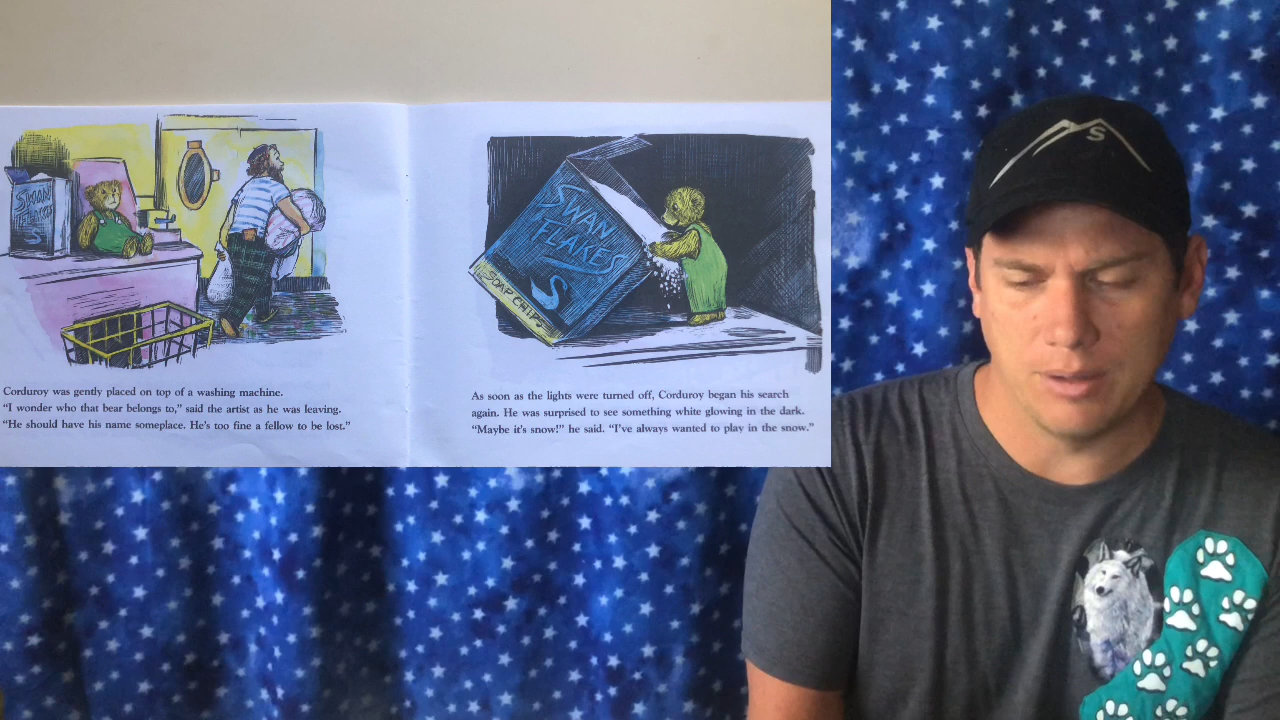 SWAN
FLAKES
S
Corduroy was gently placed on top of a washing machine.
“I wonder who that bear belongs to,” said the artist as he was leaving.
“He should have his name someplace. He’s too fine a fellow to be lost.”
SWAN
FLAKES
SOAP CHIPS
As soon as the lights were turned off, Corduroy began his search
again. He was surprised to see something white glowing in the dark.
“Maybe it’s snow!” he said. “I’ve always wanted to play in the snow.”
S